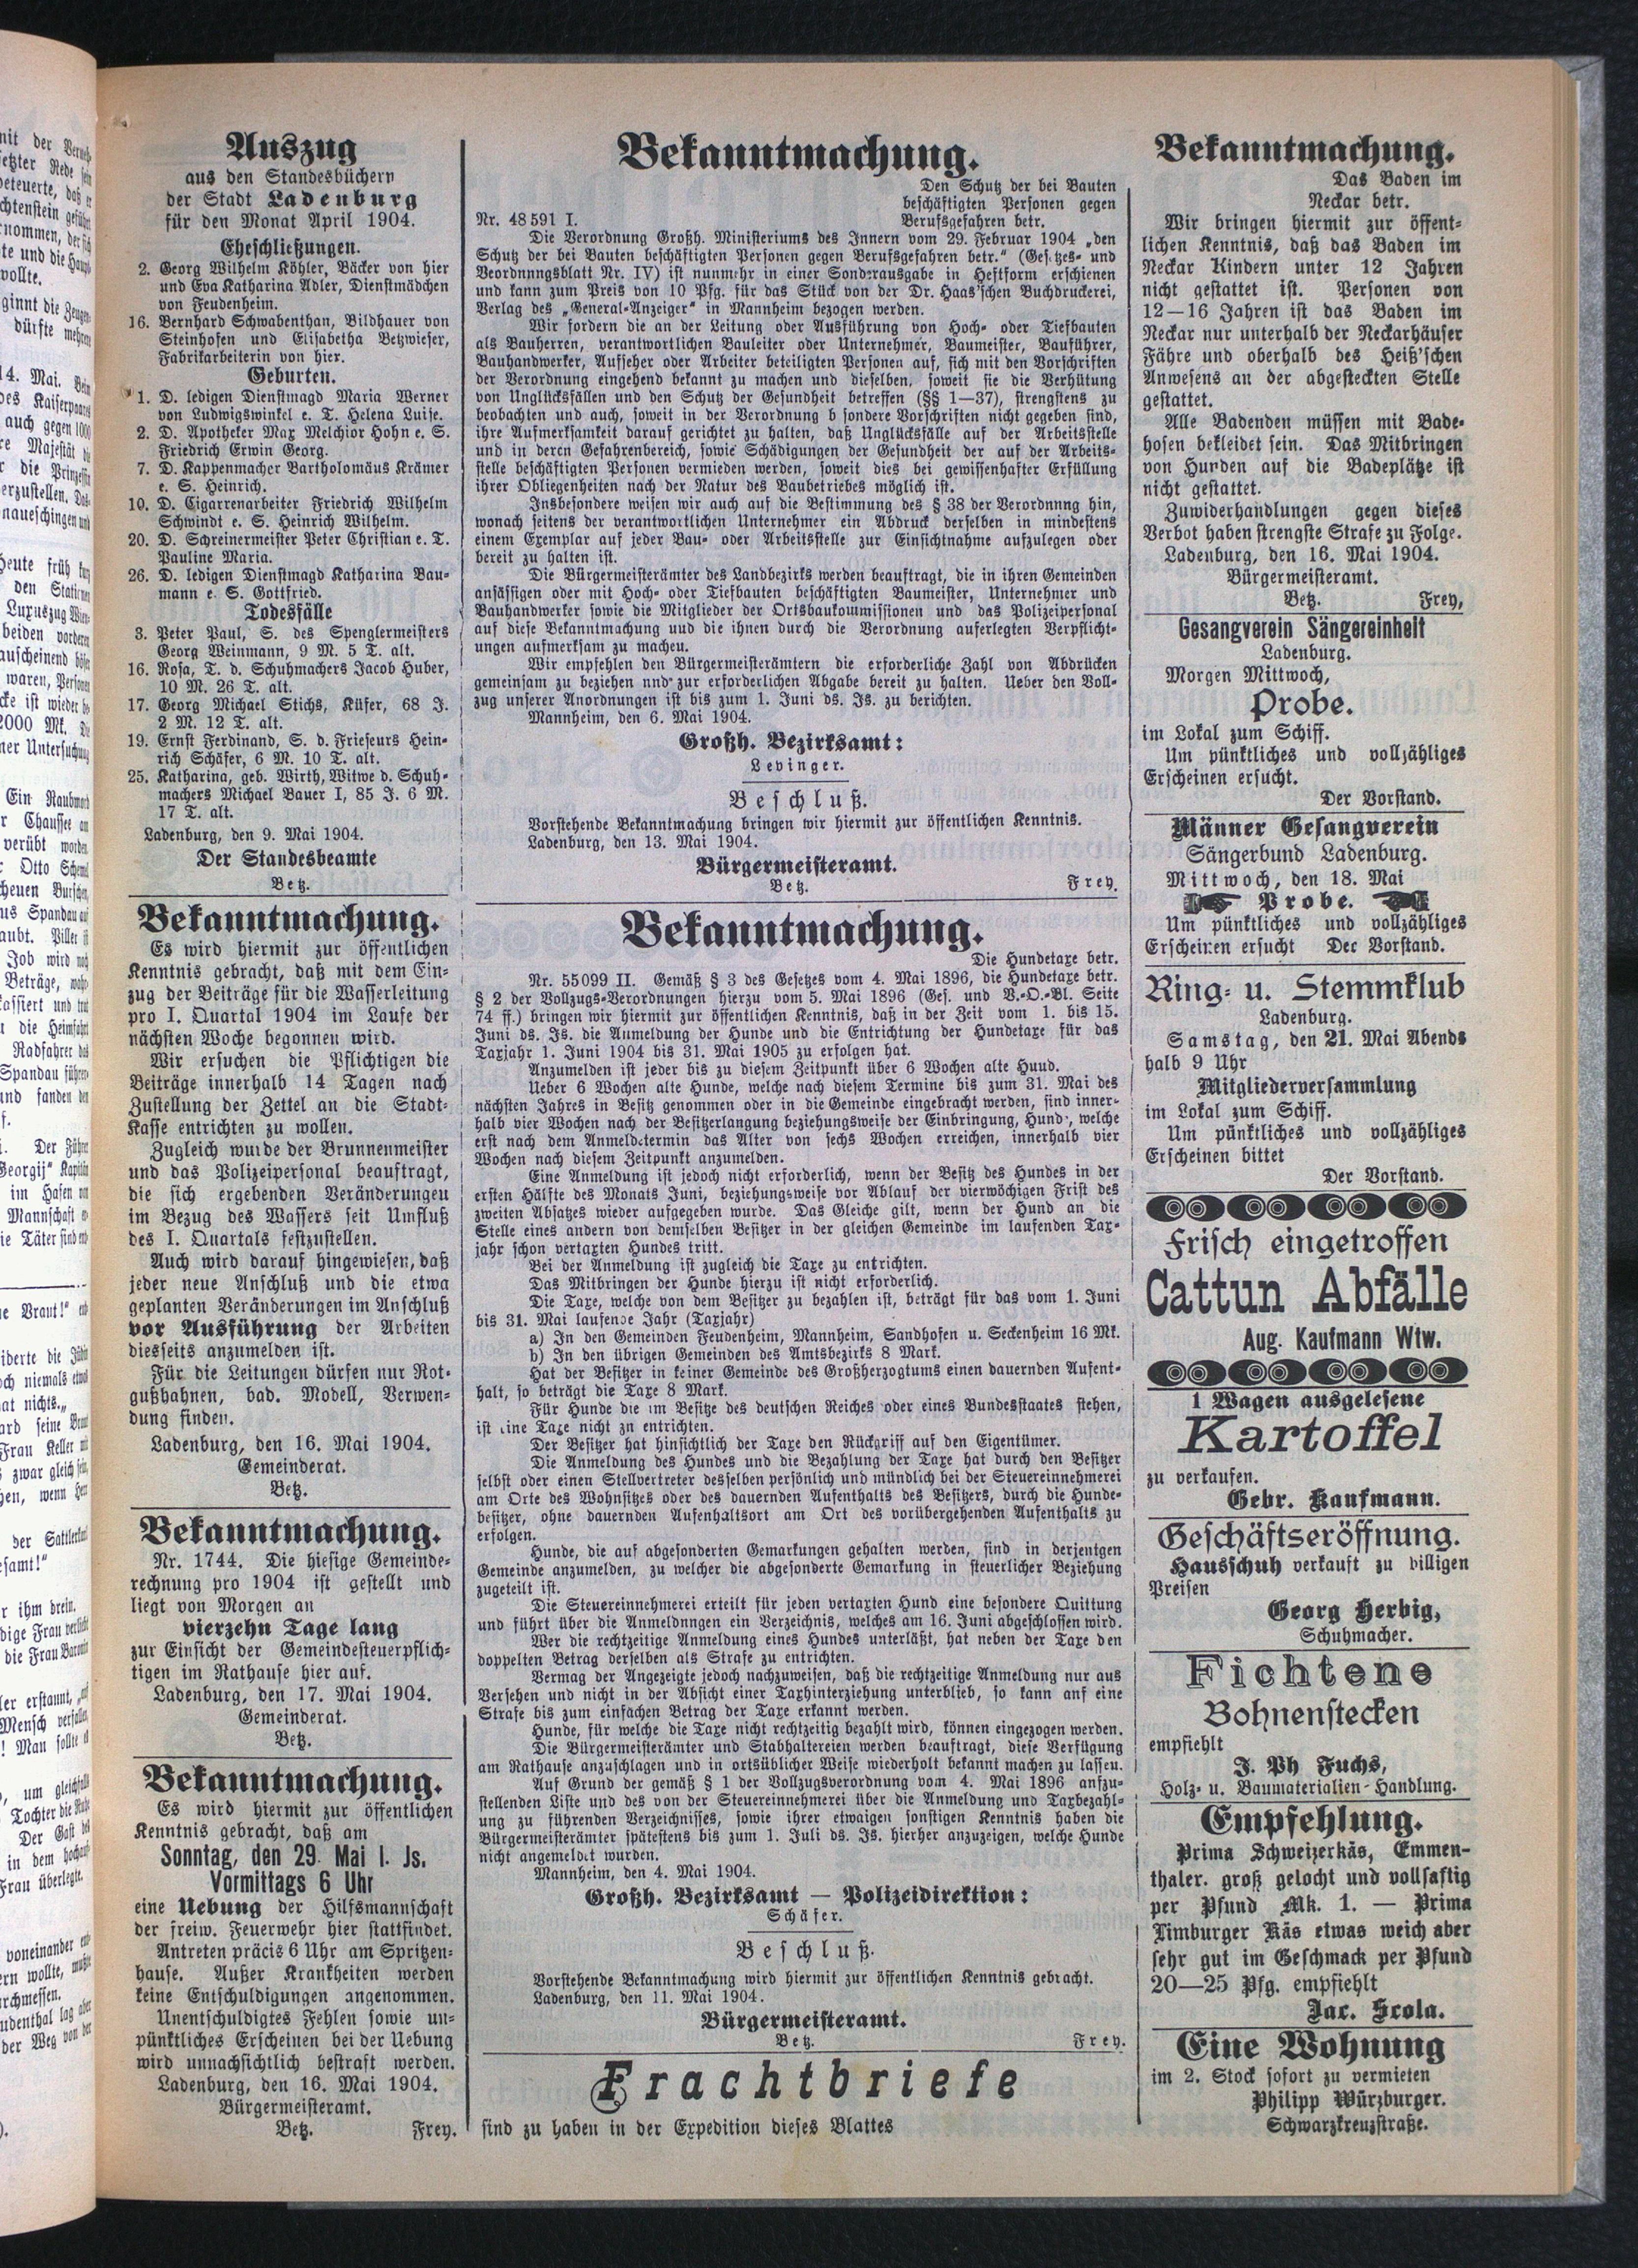 Auszug
aus den Standesbüchern
der Stadt Ladenburg
für den Monat April 1904.
Eheschließungen.
2. Georg Wilhelm Köhler, Bäcker von hier
und Eva Katharina Adler, Dienstmädchen
von Feudenheim.
16. Bernhard Schwabenthan, Bildhauer von
Steinhofen und Elisabetha Betzwieser,
Fabrikarbeiterin von hier.
Geburten.
1. D. ledigen Dienstmagd Maria Werner
von Ludwigswinkel e. T. Helena Luise.
2. D. Apotheker Max Melchior Hohn e. S.
Friedrich Erwin Georg.
7. D. Kappenmacher Bartholomäus Krämer
e. S. Heinrich.
10. D. Cigarrenarbeiter Friedrich Wilhelm
Schwindt e. S. Heinrich Wilhelm.
20. D. Schreinermeister Peter Christian e. T.
Pauline Maria.
26. D. ledigen Dienstmagd Katharina Bau-
mann e. S. Gottfried.
Todesfälle
3. Peter Paul, S. des Spenglermeisters
Georg Weinmann, 9 M. 5 T. alt.
16. Rosa, T. d. Schuhmachers Jacob Huber,
10 M. 26 T. alt.
17. Georg Michael Stichs, Küfer, 68 J.
2 M. 12 T. alt.
19. Ernst Ferdinand, S. d. Frieseurs Hein-
rich Schäfer, 6 M. 10 T. alt.
25. Katharina, geb. Wirth, Witwe d. Schuh-
machers Michael Bauer I, 85 J. 6 M.
17 T. alt.
Ladenburg, den 9. Mai 1904.
Der Standesbeamte
Betz.
Bekanntmachung.
Es wird hiermit zur öffentlichen
Kenntnis gebracht, daß mit dem Ein-
zug der Beiträge für die Wasserleitung
pro I. Quartal 1904 im Laufe der
nächsten Woche begonnen wird.
Wir ersuchen die Pflichtigen die
Beiträge innerhalb 14 Tagen nach
Zustellung der Zettel an die Stadt-
Kasse entrichten zu wollen.
Zugleich wurde der Brunnenmeister
und das Polizeipersonal beauftragt,
die sich ergebenden Veränderungen
im Bezug des Wassers seit Umfluß
des I. Quartals festzustellen.
Auch wird darauf hingewiesen, daß
jeder neue Anschluß und die etwa
geplanten Veränderungen im Anschluß
vor Ausführung der Arbeiten
diesseits anzumelden ist.
Für die Leitungen dürfen nur Rot-
gußhahnen, bad. Modell, Verwen-
dung finden.
Ladenburg, den 16. Mai 1904.
Gemeinderat.
Betz.
Bekanntmachung.
Nr. 1744. Die hiesige Gemeinde-
rechnung pro 1904 ist gestellt und
liegt von Morgen an
vierzehn Tage lang
zur Einsicht der Gemeindesteuerpflich-
tigen im Rathause hier auf.
Ladenburg, den 17. Mai 1904.
Gemeinderat.
Betz.
Bekanntmachung.
Es wird hiermit zur öffentlichen
Kenntnis gebracht, daß am
Sonntag, den 29. Mai l. Js.
Vormittags 6 Uhr
eine Uebung der Hilfsmannschaft
der freiw. Feuerwehr hier stattfindet.
Antreten präcis 6 Uhr am Spritzen-
hause. Außer Krankheiten werden
keine Entschuldigungen angenommen.
Unentschuldigtes Fehlen sowie un-
pünktliches Erscheinen bei der Uebung
wird unnachsichtlich bestraft werden.
Ladenburg, den 16. Mai 1904.
Bürgermeisteramt.
Betz. Frey.
Bekanntmachung.
Den Schutz der bei Bauten
beschäftigten Personen gegen
Nr. 48591 I. Berufsgefahren betr.
Die Verordnung Großh. Ministeriums des Innern vom 29. Februar 1904 „den
Schutz der bei Bauten beschäftigten Personen gegen Berufsgefahren betr.“ (Gesetzes- und
Veordnnngsblatt Nr. IV) ist nunmehr in einer Sonderausgabe in Heftform erschienen
und kann zum Preis von 10 Pfg. für das Stück von der Dr. Haas'schen Buchdruckerei,
Verlag des „General-Anzeiger“ in Mannheim bezogen werden.
Wir fordern die an der Leitung oder Ausführung von Hoch- oder Tiefbauten
als Bauherren, verantwortlichen Bauleiter oder Unternehmer, Baumeister, Bauführer,
Bauhandwerker, Aufseher oder Arbeiter beteiligten Personen auf, sich mit den Vorschriften
der Verordnung eingehend bekannt zu machen und dieselben, soweit sie die Verhütung
von Unglücksfällen und den Schutz der Gesundheit betreffen (§§ 1—37), strengstens zu
beobachten und auch, soweit in der Verordnung b sondere Vorschriften nicht gegeben sind,
ihre Aufmerksamkeit darauf gerichtet zu halten, daß Unglücksfälle auf der Arbeitsstelle
und in deren Gefahrenbereich, sowie Schädigungen der Gesundheit der auf der Arbeits-
stelle beschäftigten Personen vermieden werden, soweit dies bei gewissenhafter Erfüllung
ihrer Obliegenheiten nach der Natur des Baubetriebes möglich ist.
Insbesondere weisen wir auch auf die Bestimmung des § 38 der Verordnnng hin,
wonach seitens der verantwortlichen Unternehmer ein Abdruck derselben in mindestens
einem Exemplar auf jeder Bau- oder Arbeitsstelle zur Einsichtnahme aufzulegen oder
bereit zu halten ist.
Die Bürgermeisterämter des Landbezirks werden beauftragt, die in ihren Gemeinden
ansässigen oder mit Hoch- oder Tiefbauten beschäftigten Baumeister, Unternehmer und
Bauhandwerker sowie die Mitglieder der Ortsbaukommissionen und das Polizeipersonal
auf diese Bekanntmachung und die ihnen durch die Verordnung auferlegten Verpflicht-
ungen aufmerksam zu macheu.
Wir empfehlen den Bürgermeisterämtern die erforderliche Zahl von Abdrücken
gemeinsam zu beziehen und zur erforderlichen Abgabe bereit zu halten. Ueber den Voll-
zug unserer Anordnungen ist bis zum 1. Juni ds. Js. zu berichten.
Mannheim, den 6. Mai 1904.
Großh. Bezirksamt:
Levinger.
Beschluß.
Vorstehende Bekanntmachung bringen wir hiermit zur öffentlichen Kenntnis.
Ladenburg, den 13. Mai 1904.
Bürgermeisteramt.
Betz. Frey.
Bekanntmachung.
Die Hundetaxe betr.
Nr. 55099 II. Gemäß § 3 des Gesetzes vom 4. Mai 1896, die Hundetaxe betr.
§ 2 der Vollzugs-Verordnungen hierzu vom 5. Mai 1896 (Ges. und V.-O.-Bl. Seite
74 ff.) bringen wir hiermit zur öffentlichen Kenntnis, daß in der Zeit vom 1. bis 15.
Juni ds. Js. die Anmeldung der Hunde und die Entrichtung der Hundetaxe für das
Taxjahr 1. Juni 1904 bis 31. Mai 1905 zu erfolgen hat.
Anzumelden ist jeder bis zu diesem Zeitpunkt über 6 Wochen alte Huud.
Ueber 6 Wochen alte Hunde, welche nach diesem Termine bis zum 31. Mai des
nächsten Jahres in Besitz genommen oder in die Gemeinde eingebracht werden, sind inner-
halb vier Wochen nach der Besitzerlangung beziehungsweise der Einbringung, Hund, welche
erst nach dem Anmeldetermin das Alter von sechs Wochen erreichen, innerhalb vier
Wochen nach diesem Zeitpunkt anzumelden.
Eine Anmeldung ist jedoch nicht erforderlich, wenn der Besitz des Hundes in der
ersten Hälfte des Monats Juni, beziehungsweise vor Ablauf der vierwöchigen Frist des
zweiten Absatzes wieder aufgegeben wurde. Das Gleiche gilt, wenn der Hund an die
Stelle eines andern von demselben Besitzer in der gleichen Gemeinde im laufenden Tax-
jahr schon vertaxten Hundes tritt.
Bei der Anmeldung ist zugleich die Taxe zu entrichten.
Das Mitbringen der Hunde hierzu ist nicht erforderlich.
Die Taxe, welche von dem Besitzer zu bezahlen ist, beträgt für das vom 1. Juni
bis 31. Mai laufende Jahr (Taxjahr)
a) In den Gemeinden Feudenheim, Mannheim, Sandhofen u. Seckenheim 16 Mk.
b) In den übrigen Gemeinden des Amtsbezirks 8 Mark.
Hat der Besitzer in keiner Gemeinde des Großherzogtums einen dauernden Aufent-
halt, so beträgt die Taxe 8 Mark.
Für Hunde die im Besitze des deutschen Reiches oder eines Bundesstaates stehen,
ist eine Taxe nicht zu entrichten.
Der Besitzer hat hinsichtlich der Taxe den Rückgriff auf den Eigentümer.
Die Anmeldung des Hundes und die Bezahlung der Taxe hat durch den Besitzer
selbst oder einen Stellvertreter desselben persönlich und mündlich bei der Steuereinnehmerei
am Orte des Wohnsitzes oder des dauernden Aufenthalts des Besitzers, durch die Hunde-
besitzer, ohne dauernden Aufenhaltsort am Ort des vorübergehenden Aufenthalts zu
erfolgen.
Hunde, die auf abgesonderten Gemarkungen gehalten werden, sind in derjenigen
Gemeinde anzumelden, zu welcher die abgesonderte Gemarkung in steuerlicher Beziehung
zugeteilt ist.
Die Steuereinnehmerei erteilt für jeden vertaxten Hund eine besondere Quittung
und führt über die Anmeldnngen ein Verzeichnis, welches am 16. Juni abgeschlossen wird.
Wer die rechtzeitige Anmeldung eines Hundes unterläßt, hat neben der Taxe den
doppelten Betrag derselben als Strafe zu entrichten.
Vermag der Angezeigte jedoch nachzuweisen, daß die rechtzeitige Anmeldung nur aus
Versehen und nicht in der Absicht einer Taxhinterziehung unterblieb, so kann auf eine
Strafe bis zum einfachen Betrag der Taxe erkannt werden.
Hunde, für welche die Taxe nicht rechtzeitig bezahlt wird, können eingezogen werden.
Die Bürgermeisterämter und Stabhaltereien werden beauftragt, diese Verfügung
am Rathause anzuschlagen und in ortsüblicher Weise wiederholt bekannt machen zu lassen.
Auf Grund der gemäß § 1 der Vollzugsverordnung vom 4. Mai 1896 anfzu-
stellenden Liste und des von der Steuereinnehmerei über die Anmeldung und Taxbezahl-
ung zu führenden Verzeichnisses, sowie ihrer etwaigen sonstigen Kenntnis haben die
Bürgermeisterämter spätestens bis zum 1. Juli ds. Js. hierher anzuzeigen, welche Hunde
nicht angemeldet wurden.
Mannheim, den 4. Mai 1904.
Großh. Bezirksamt — Polizeidirektion:
Schäfer.
Beschluß.
Vorstehende Bekanntmachung wird hiermit zur öffentlichen Kenntnis gebracht.
Ladenburg, den 11. Mai 1904.
Bürgermeisteramt.
Betz. Frey.
Frachtbriefe
sind zu haben in der Expedition dieses Blattes
Bekanntmachung.
Das Baden im
Neckar betr.
Wir bringen hiermit zur öffent-
lichen Kenntnis, daß das Baden im
Neckar Kindern unter 12 Jahren
nicht gestattet ist. Personen von
12—16 Jahren ist das Baden im
Neckar nur unterhalb der Neckarhäuser
Fähre und oberhalb des Heiß'schen
Anwesens an der abgesteckten Stelle
gestattet.
Alle Badenden müssen mit Bade-
hosen bekleidet sein. Das Mitbringen
von Hunden auf die Badeplätze ist
nicht gestattet.
Zuwiderhandlungen gegen dieses
Verbot haben strengste Strafe zu Folge.
Ladenburg, den 16. Mai 1904.
Bürgermeisteramt.
Betz. Frey,
Gesangverein Sängereinheit
Ladenburg.
Morgen Mittwoch,
Probe.
im Lokal zum Schiff.
Um pünktliches und vollzähliges
Erscheinen ersucht.
Der Vorstand.
Männer Gesangverein
Sängerbund Ladenburg.
Mittwoch, den 18. Mai
Probe.
Um pünktliches und vollzähliges
Erscheinen ersucht Der Vorstand.
Ring- u. Stemmklub
Ladenburg.
Samstag, den 21. Mai Abends
halb 9 Uhr
Mitgliederversammlung
im Lokal zum Schiff.
Um pünktliches und vollzähliges
Erscheinen bittet
Der Vorstand.
Frisch eingetroffen
Cattun Abfälle
Aug. Kaufmann Wtw.
1 Wagen ausgelesene
Kartoffel
zu verkaufen.
Gebr. Kaufmann.
Geschäftseröffnung.
Hausschuh verkauft zu billigen
Preisen
Georg Herbig,
Schuhmacher.
Fichtene
Bohnenstecken
empfiehlt
J. Ph Fuchs,
Holz- u. Baumaterialien-Handlung.
Empfehlung.
Prima Schweizerkäs, Emmen-
thaler. groß gelocht und vollsaftig
per Pfund Mk. 1. — Prima
Limburger Käs etwas weich aber
sehr gut im Geschmack per Pfund
20—25 Pfg. empfiehlt
Jac. Scola.
Eine Wohnung
im 2. Stock sofort zu vermieten
Philipp Würzburger.
Schwarzkreuzstraße.